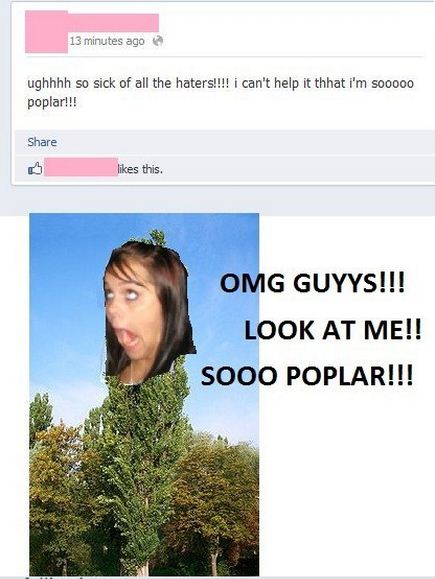 13 minutes ago
ughhhh so sick of all the haters!!!! i can't help it thhat i'm sooooo
poplar!!!
Share
likes this.
OMG GUYYS!!!
LOOK AT ME!!
SOOO POPLAR!!!